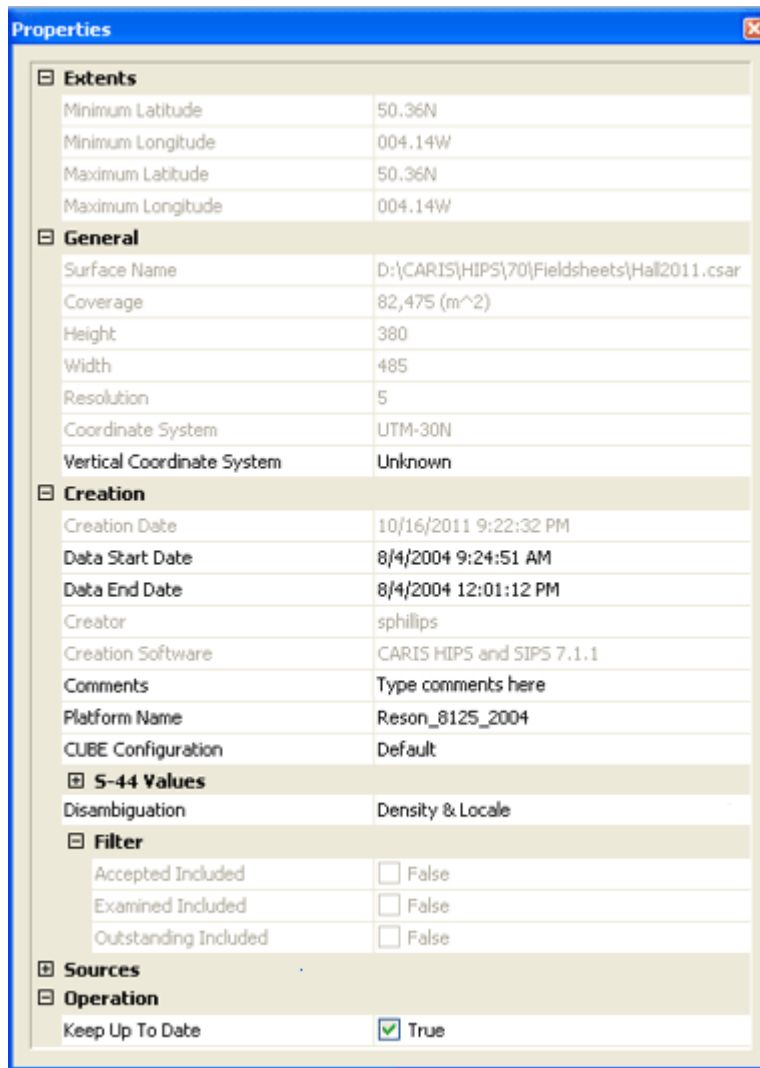 Properties
Extents
Minimum Latitude 50.36N
Minimum Longitude 004.14W
Maximum Latitude 50.36N
Maximum Longitude 004.14W
General
Surface Name D:\CARIS\HIPS\70\Fieldsheets\Hall2011.csar
Coverage 82,475 (m^2)
Height 380
Width 485
Resolution 5
Coordinate System UTM-30N
Vertical Coordinate System Unknown
Creation
Creation Date 10/16/2011 9:22:32 PM
Data Start Date 8/4/2004 9:24:51 AM
Data End Date 8/4/2004 12:01:12 PM
Creator sphillips
Creation Software CARIS HIPS and SIPS 7.1.1
Comments Type comments here
Platform Name Reson_8125_2004
CUBE Configuration Default
S-44 Values
Disambiguation Density & Locale
Filter
Accepted Included False
Examined Included False
Outstanding Included False
Sources
Operation
Keep Up To Date True